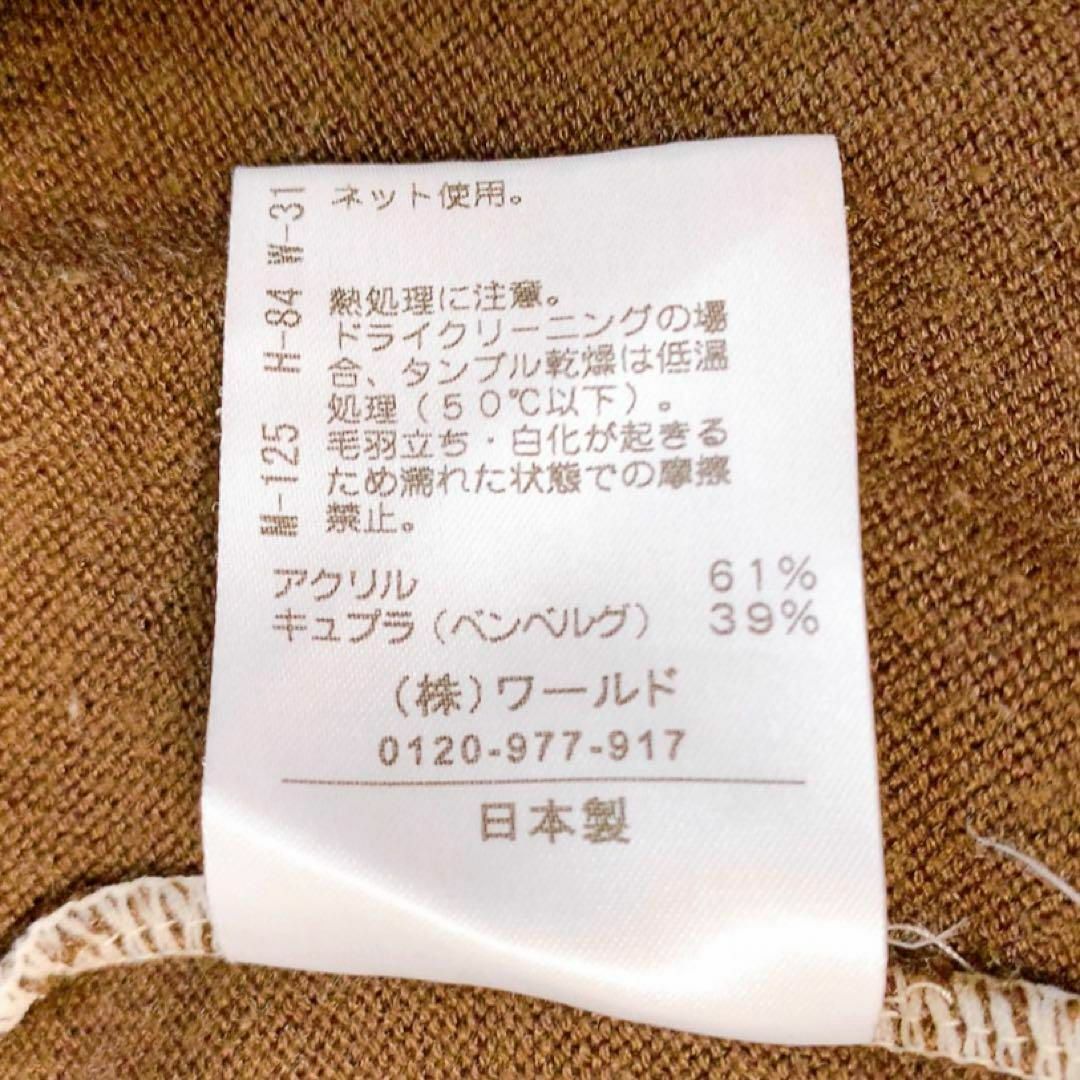 ネット使用。
熱処理に注意。
ドライクリーニングの場
合、タンブル乾燥は低温
処理(50℃以下)。
毛羽立ち・白化が起きる
ため濡れた状態での摩擦
禁止。
M-125 H-84 W-31
アクリル 61%
キュプラ(ベンベルグ) 39%
(株)ワールド
0120-977-917
日本製